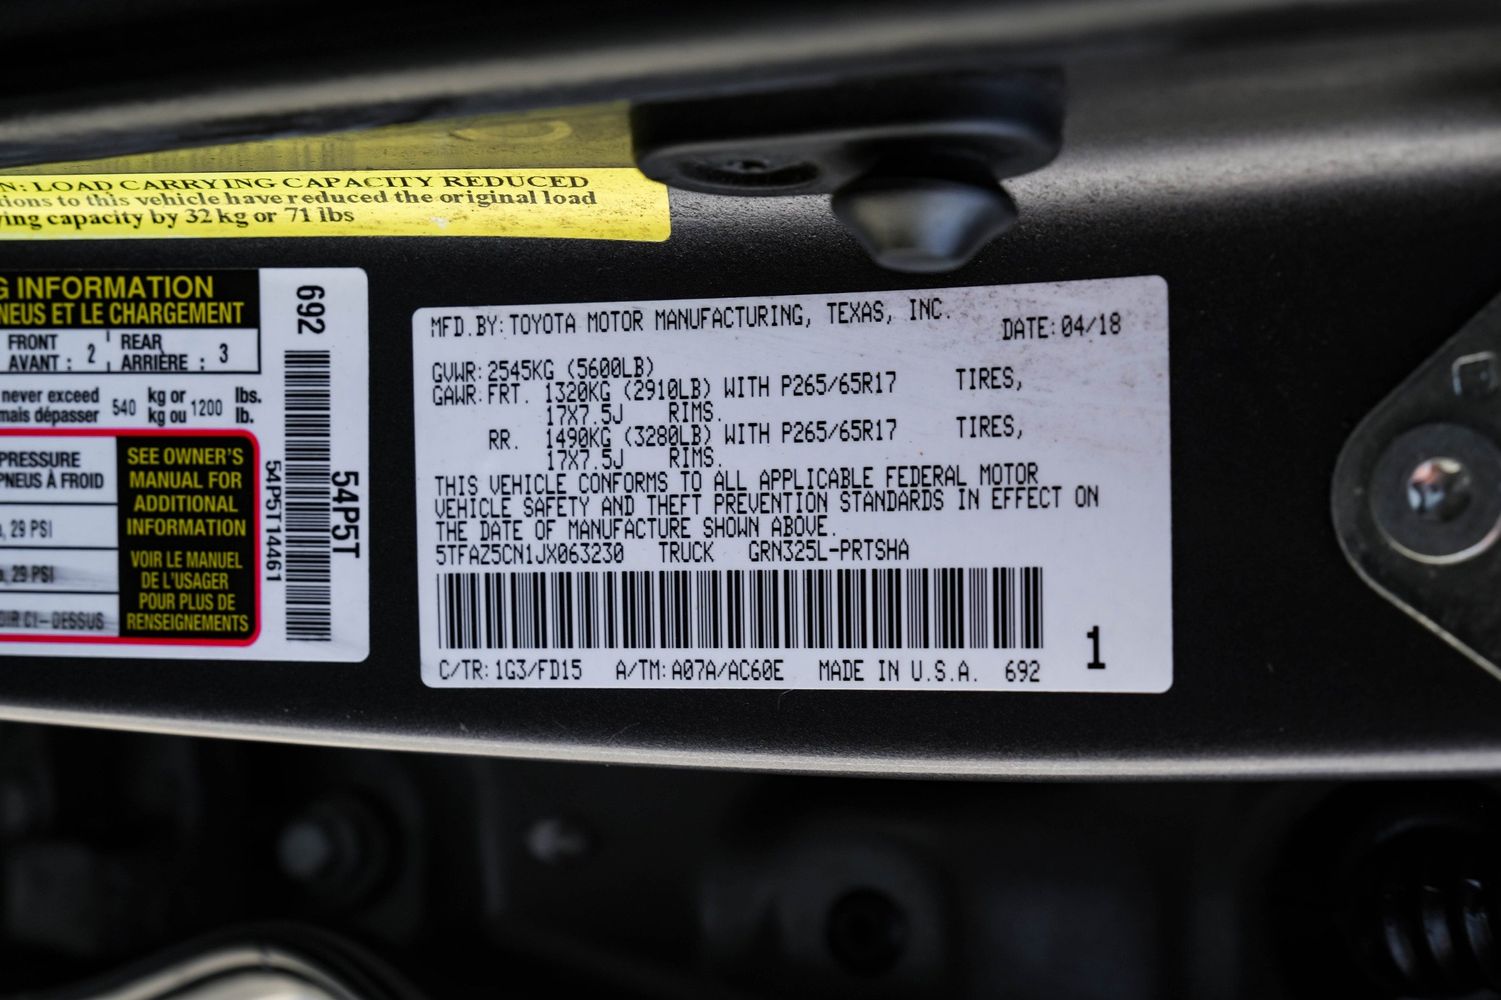 N: LOAD CARRYING CAPACITY REDUCED
tions to this vehicle have reduced the original load
ying capacity by 32 kg or 71 lbs
G INFORMATION
NEUS ET LE CHARGEMENT
FRONT
AVANT : 2
REAR
ARRIÈRE : 3
never exceed 540 kg or 1200 lbs.
mais dépasser kg ou lb.
PRESSURE
PNEUS À FROID
29 PSI
29 PSI
OIR CI-DESSUS
SEE OWNER'S
MANUAL FOR
ADDITIONAL
INFORMATION
VOIR LE MANUEL
DE L'USAGER
POUR PLUS DE
RENSEIGNEMENTS
692
54P5T14461
54P5T
MFD.BY:TOYOTA MOTOR MANUFACTURING, TEXAS, INC.
DATE:04/18
GVWR:2545KG (5600LB)
GAWR:FRT. 1320KG (2910LB) WITH P265/65R17 TIRES,
17X7.5J RIMS.
RR. 1490KG (3280LB) WITH P265/65R17 TIRES,
17X7.5J RIMS.
THIS VEHICLE CONFORMS TO ALL APPLICABLE FEDERAL MOTOR
VEHICLE SAFETY AND THEFT PREVENTION STANDARDS IN EFFECT ON
THE DATE OF MANUFACTURE SHOWN ABOVE.
5TFAZ5CN1JX063230 TRUCK GRN325L-PRTSHA
C/TR:1G3/FD15 A/TM:A07A/AC60E MADE IN U.S.A. 692
1